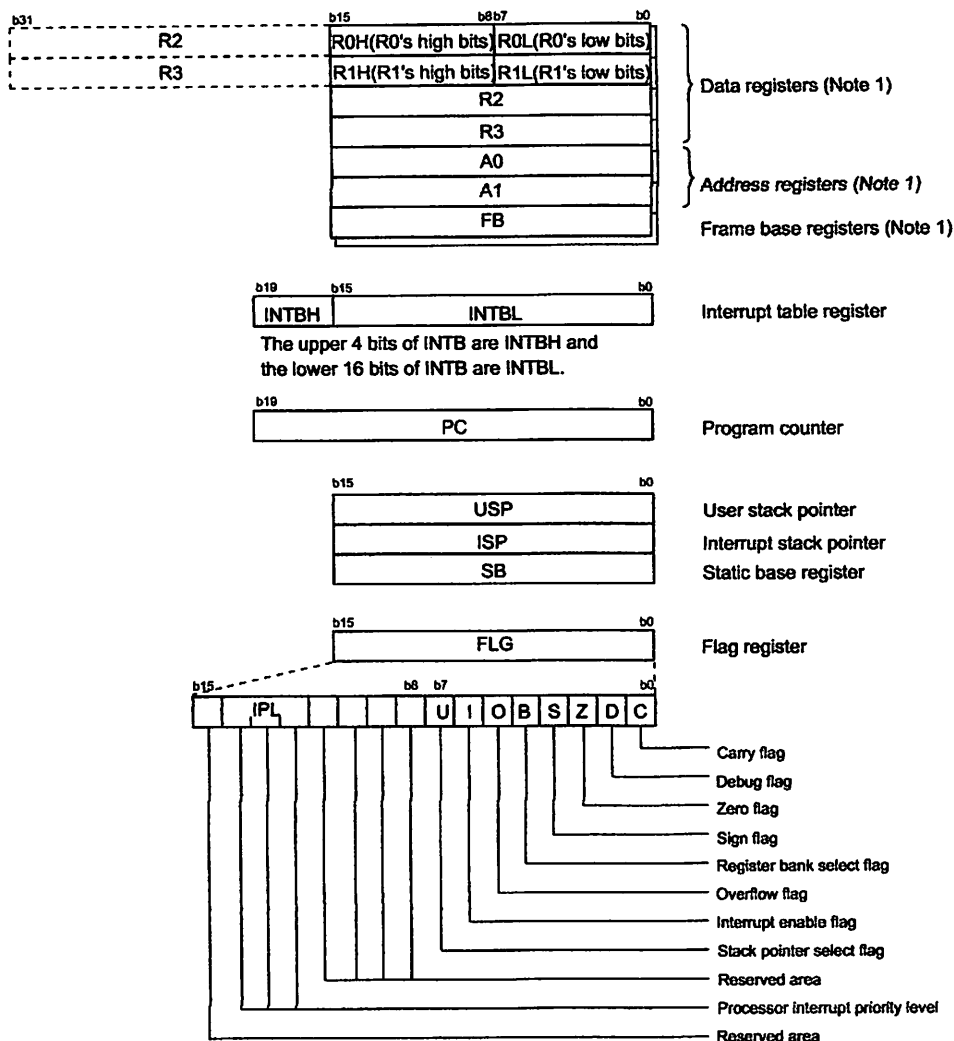 b31 b15 b8b7 b0
R2 R0H(R0's high bits) R0L(R0's low bits)
R3 R1H(R1's high bits) R1L(R1's low bits)
R2
R3
Data registers (Note 1)
A0
A1
Address registers (Note 1)
FB
Frame base registers (Note 1)
b19 b15 b0
INTBH INTBL Interrupt table register
The upper 4 bits of INTB are INTBH and
the lower 16 bits of INTB are INTBL.
b19 b0
PC Program counter
b15 b0
USP User stack pointer
ISP Interrupt stack pointer
SB Static base register
b15 b0
FLG Flag register
b15 b8 b7 b0
IPL U I O B S Z D C
Carry flag
Debug flag
Zero flag
Sign flag
Register bank select flag
Overflow flag
Interrupt enable flag
Stack pointer select flag
Reserved area
Processor interrupt priority level
Reserved area